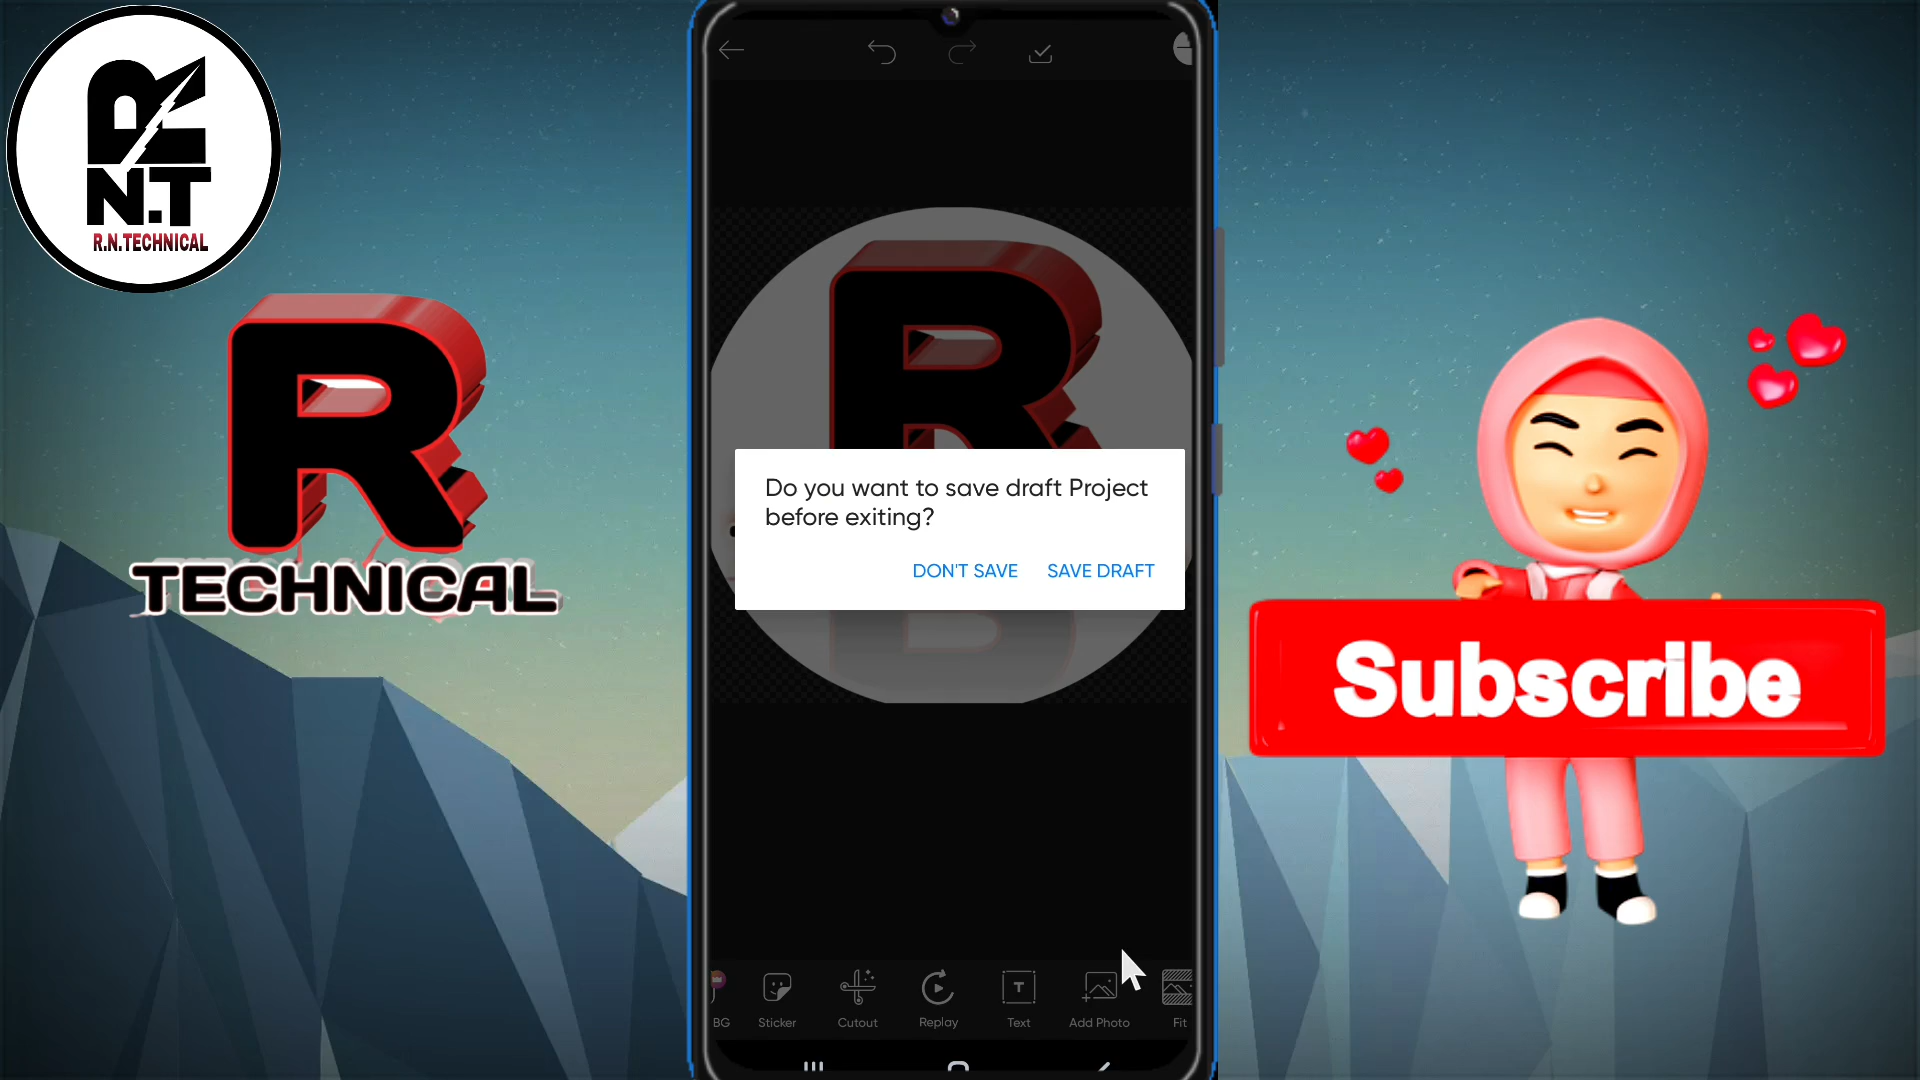 R
N.T
R.N.TECHNICAL
R
TECHNICAL
R
Do you want to save draft Project
before exiting?
DON'T SAVE
SAVE DRAFT
Subscribe
T
BG
Sticker
Cutout
Replay
Text
Add Photo
Fit